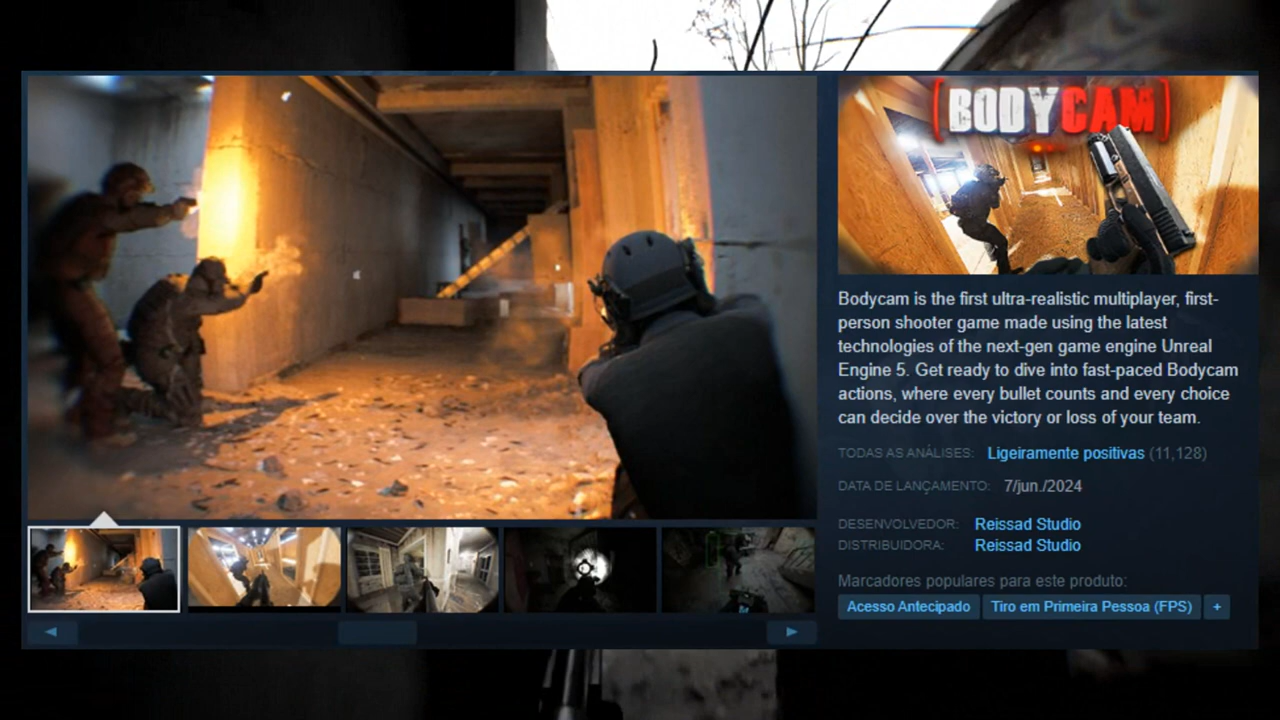 [BODYCAM]
Bodycam is the first ultra-realistic multiplayer, first-
person shooter game made using the latest
technologies of the next-gen game engine Unreal
Engine 5. Get ready to dive into fast-paced Bodycam
actions, where every bullet counts and every choice
can decide over the victory or loss of your team.
TODAS AS ANÁLISES: Ligeiramente positivas (11,128)
DATA DE LANÇAMENTO: 7/jun./2024
DESENVOLVEDOR: Reissad Studio
DISTRIBUIDORA: Reissad Studio
Marcadores populares para este produto:
Acesso Antecipado Tiro em Primeira Pessoa (FPS) +